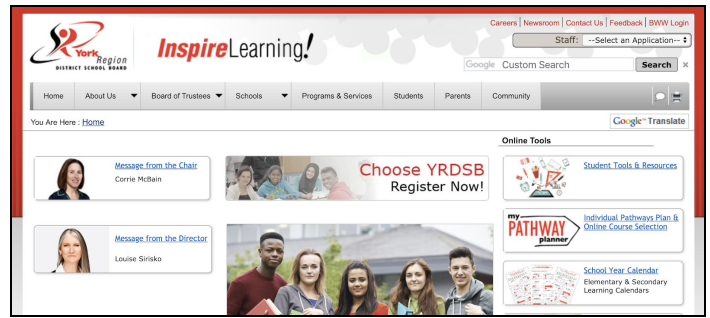 Careers | Newsroom | Contact Us | Feedback | BWW Login
Staff: --Select an Application--
York Region
DISTRICT SCHOOL BOARD
InspireLearning!
Google Custom Search Search ×
Home About Us Board of Trustees Schools Programs & Services Students Parents Community
You Are Here : Home
Google™ Translate
Online Tools
Message from the Chair
Corrie McBain
Choose YRDSB
Register Now!
Student Tools & Resources
Message from the Director
Louise Sirisko
my
PATHWAY
planner
Individual Pathways Plan &
Online Course Selection
School Year Calendar
Elementary & Secondary
Learning Calendars